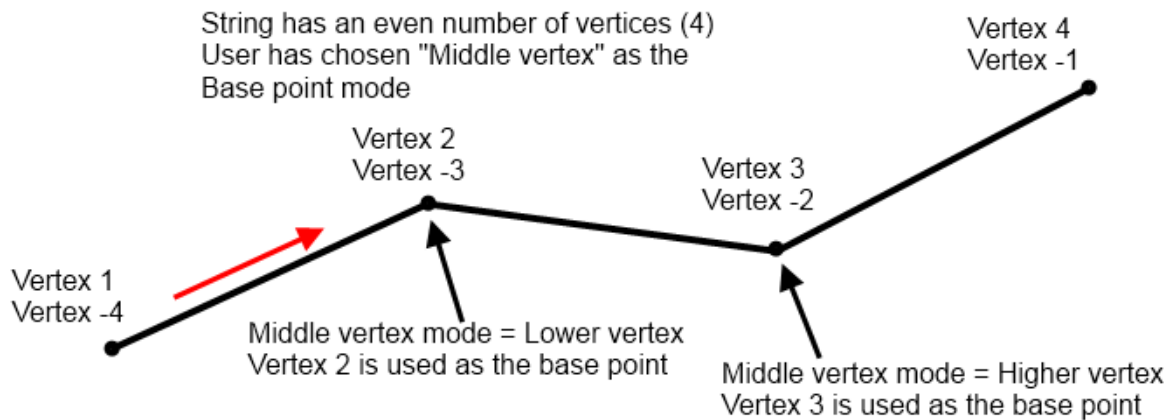 String has an even number of vertices (4)
User has chosen "Middle vertex" as the
Base point mode
Vertex 4
Vertex -1
Vertex 2
Vertex -3
Vertex 3
Vertex -2
Vertex 1
Vertex -4
Middle vertex mode = Lower vertex
Vertex 2 is used as the base point
Middle vertex mode = Higher vertex
Vertex 3 is used as the base point